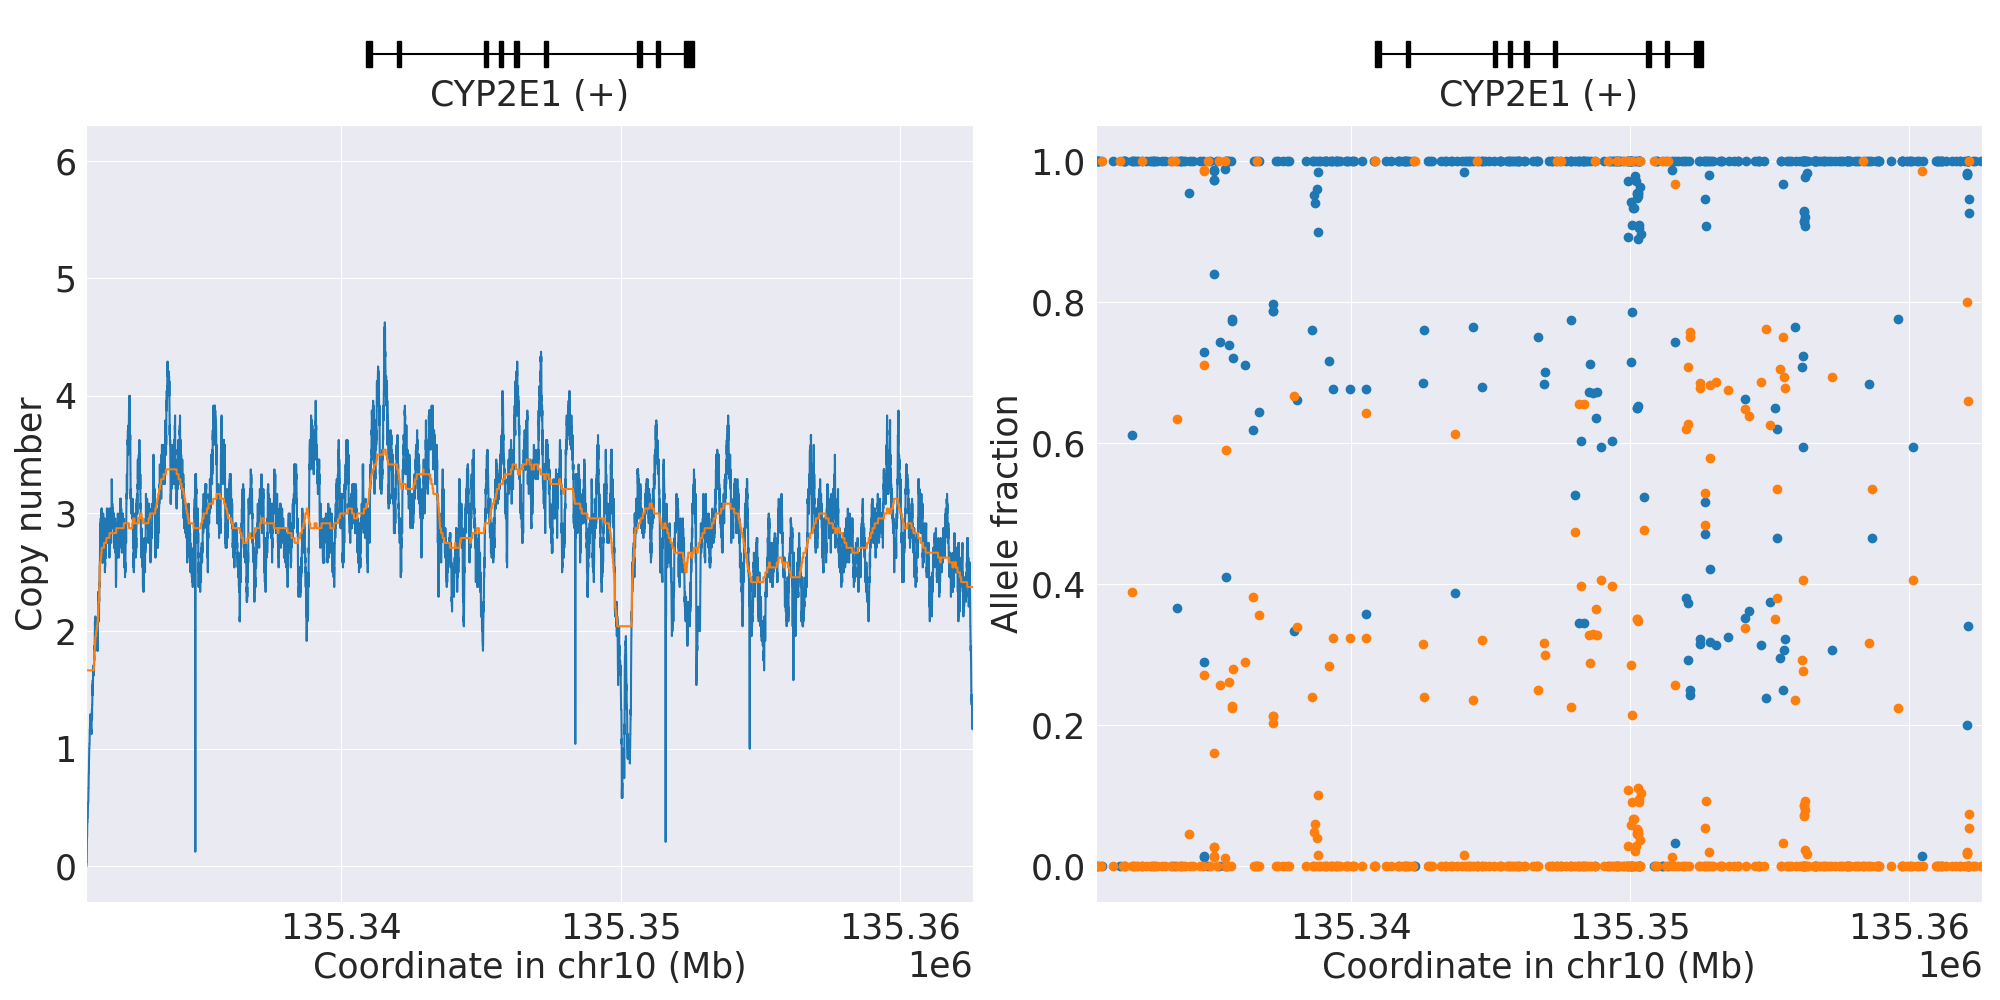 CYP2E1 (+)
CYP2E1 (+)
Copy number
6
5
4
3
2
1
0
135.34
135.35
135.36
Coordinate in chr10 (Mb)
1e6
Allele fraction
1.0
0.8
0.6
0.4
0.2
0.0
135.34
135.35
135.36
Coordinate in chr10 (Mb)
1e6